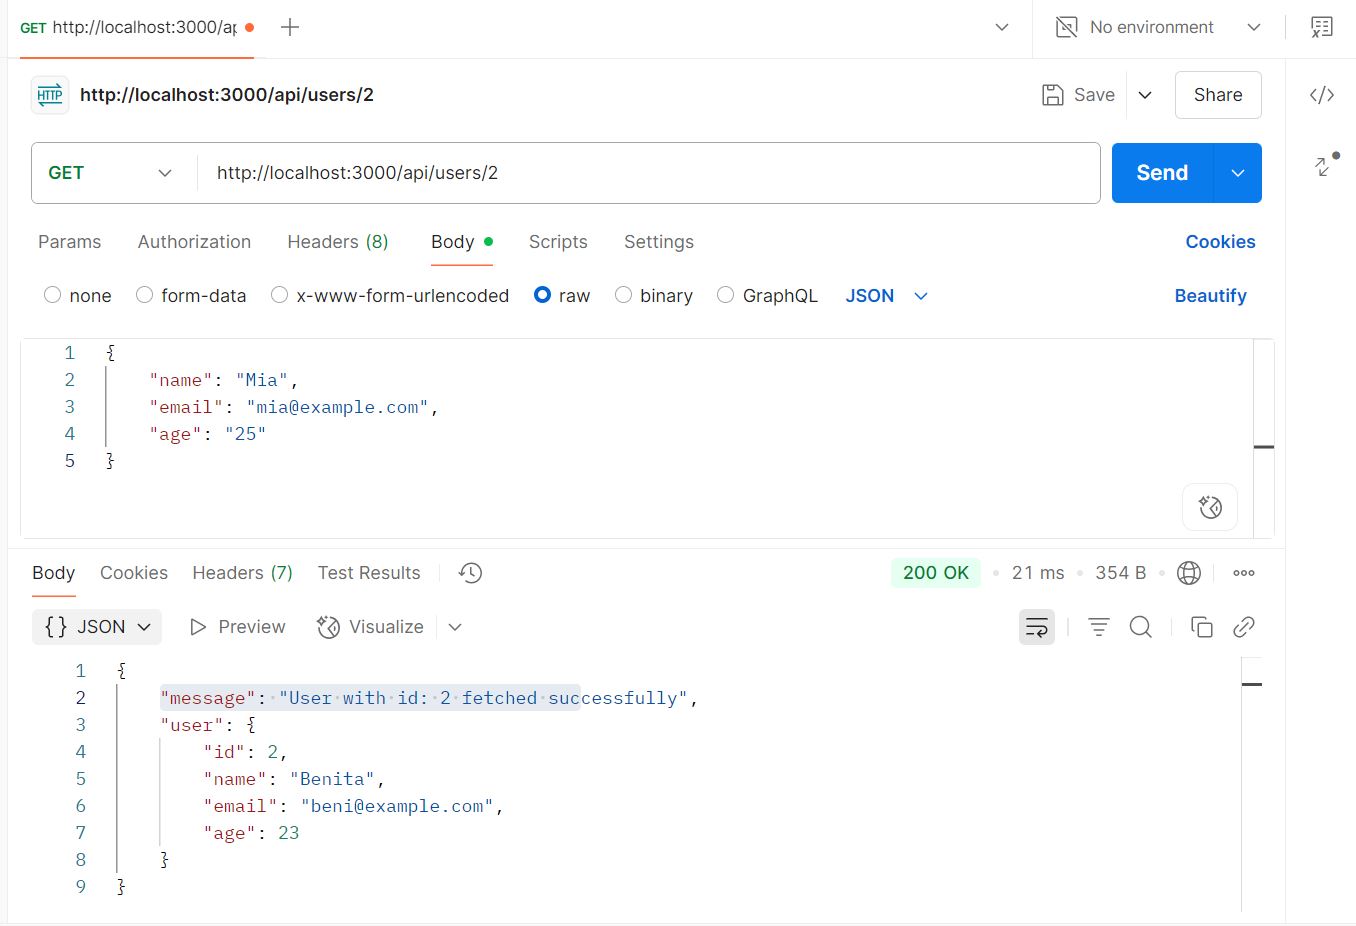 GET http://localhost:3000/ap
No environment
HTTP http://localhost:3000/api/users/2
Save
Share
GET http://localhost:3000/api/users/2
Send
Params Authorization Headers (8) Body Scripts Settings Cookies
none form-data x-www-form-urlencoded raw binary GraphQL JSON Beautify
1 {
2 "name": "Mia",
3 "email": "mia@example.com",
4 "age": "25"
5 }
Body Cookies Headers (7) Test Results 200 OK 21 ms 354 B
{} JSON Preview Visualize
1 {
2 "message": "User with id: 2 fetched successfully",
3 "user": {
4 "id": 2,
5 "name": "Benita",
6 "email": "beni@example.com",
7 "age": 23
8 }
9 }